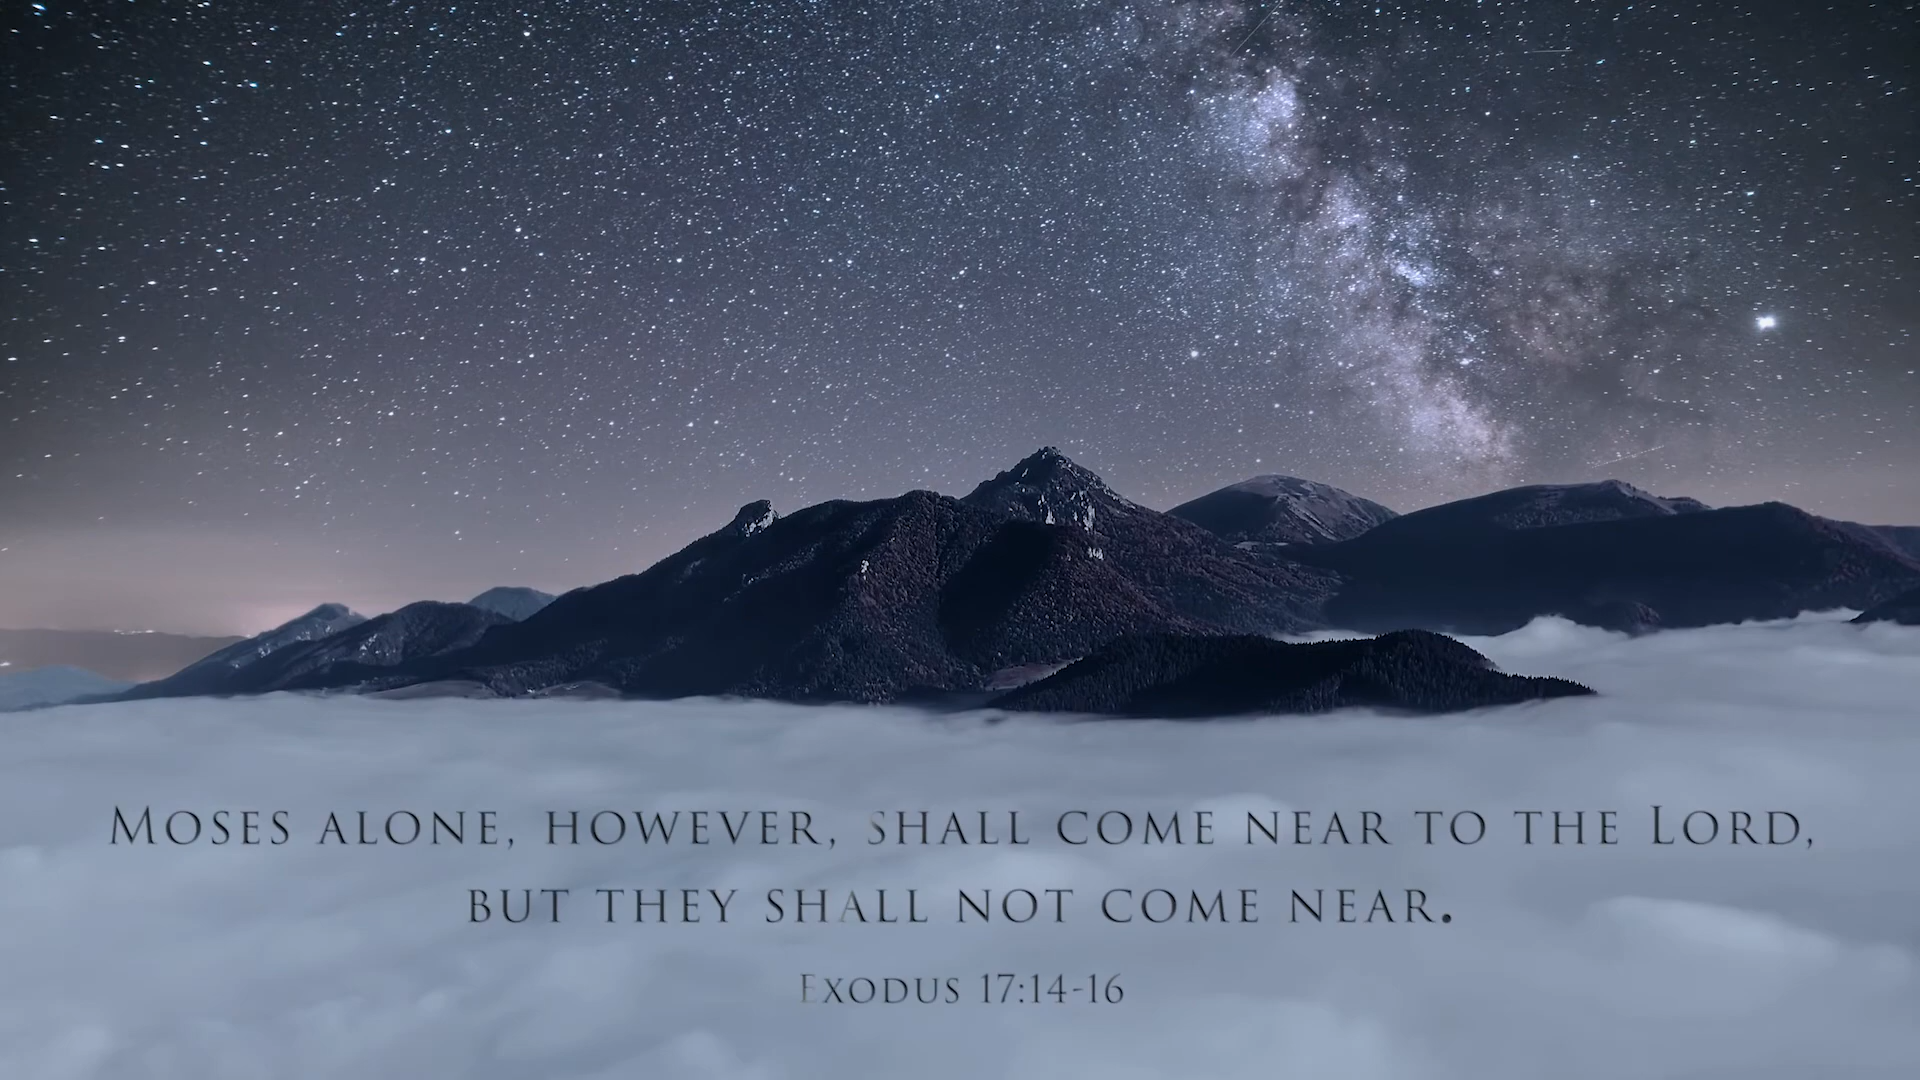 Moses alone, however, shall come near to the Lord,
but they shall not come near.
Exodus 17:14-16